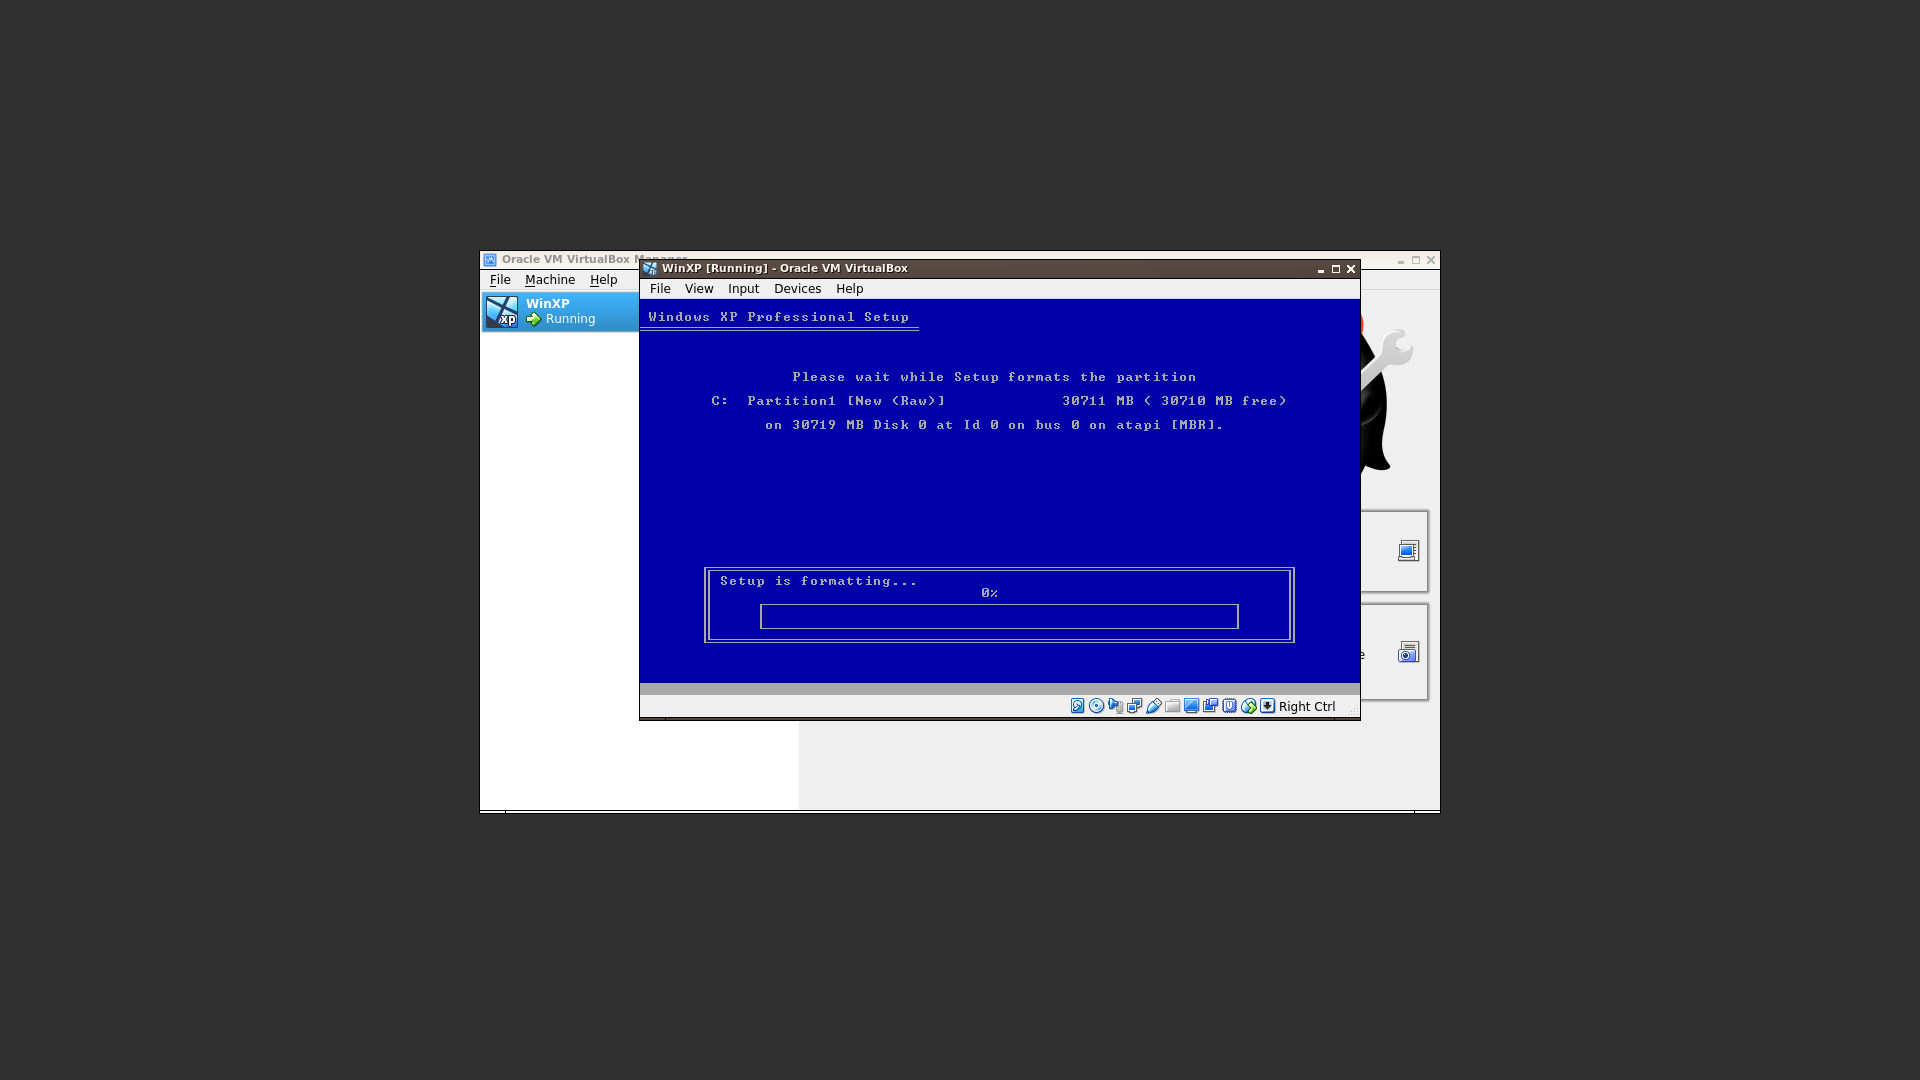 Oracle VM VirtualBox
File Machine Help
WinXP
Running
WinXP [Running] - Oracle VM VirtualBox
File View Input Devices Help
Windows XP Professional Setup
Please wait while Setup formats the partition
C: Partition1 [New (Raw)] 30711 MB ( 30710 MB free)
on 30719 MB Disk 0 at Id 0 on bus 0 on atapi [MBR].
Setup is formatting...
0%
Right Ctrl